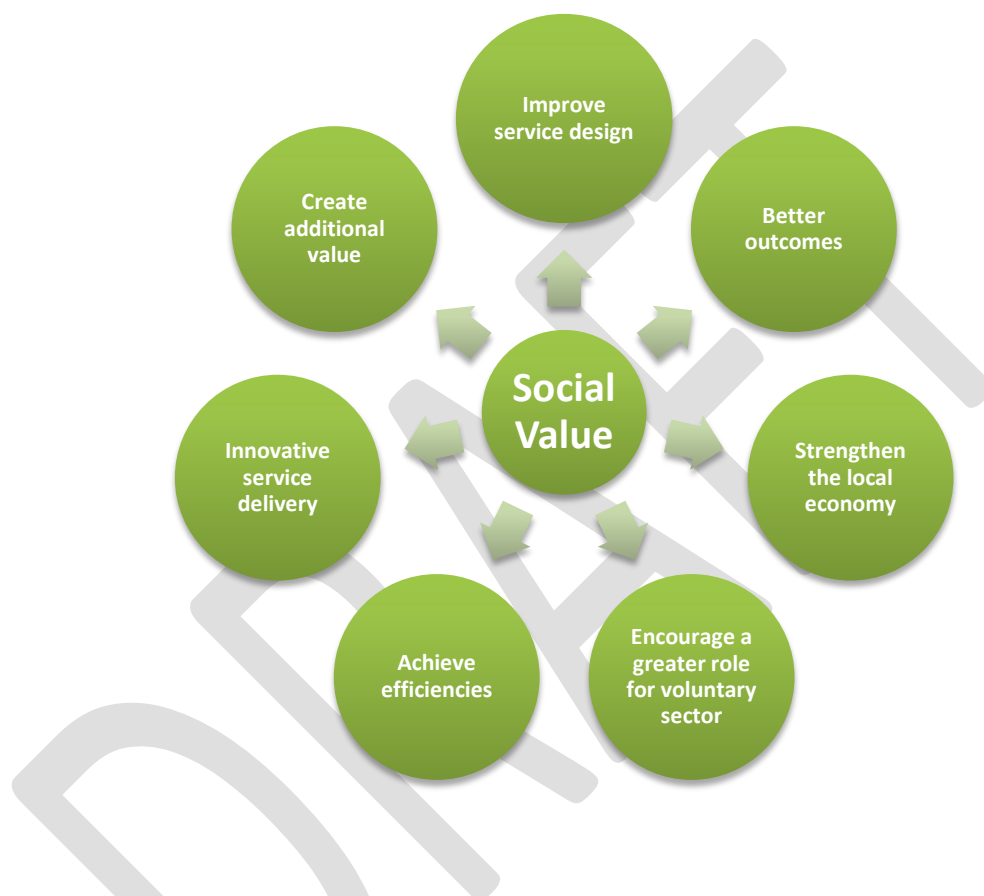 Improve
service design
Better
outcomes
Strengthen
the local
economy
Encourage a
greater role
for voluntary
sector
Achieve
efficiencies
Innovative
service
delivery
Create
additional
value
Social
Value
DRAFT